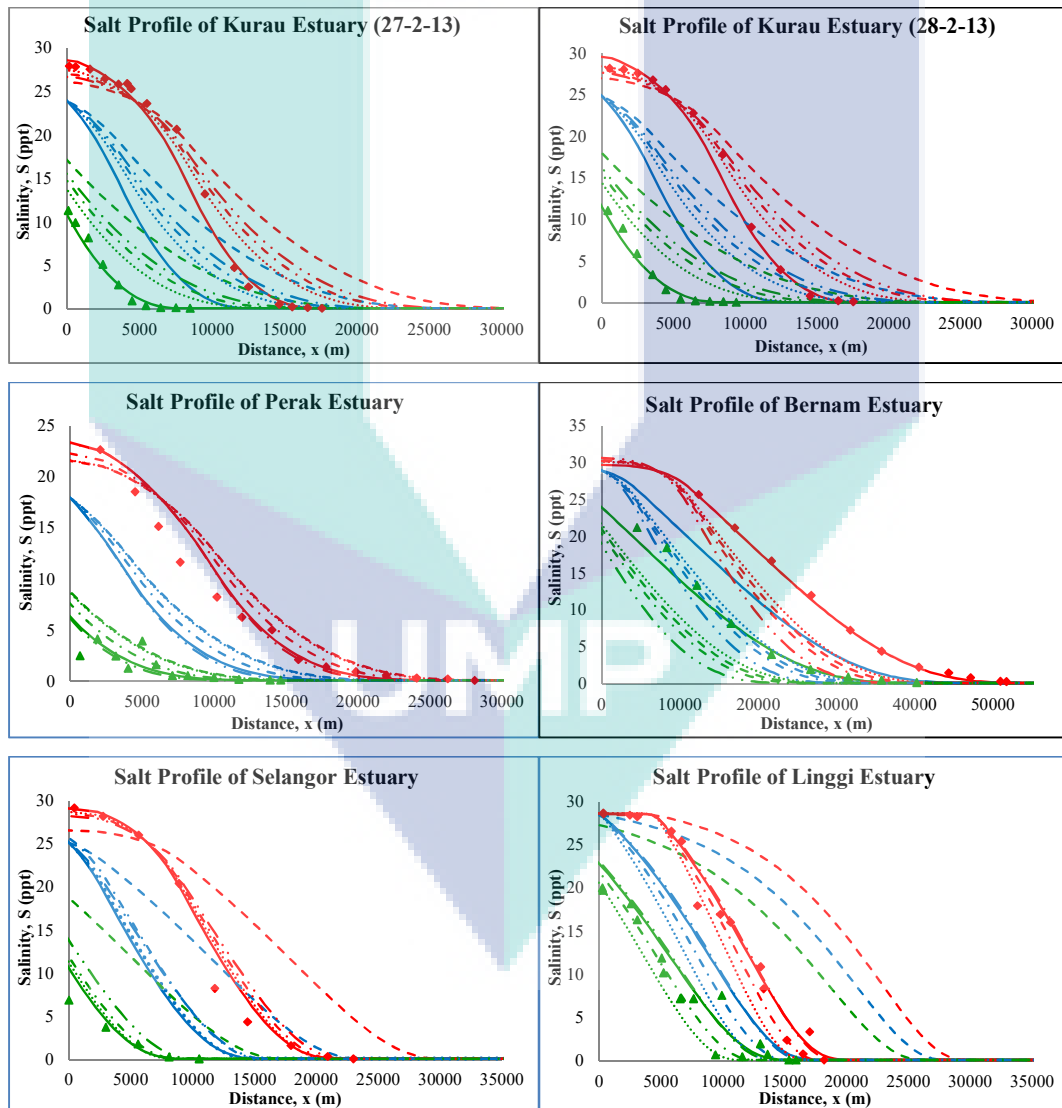 Salt Profile of Kurau Estuary (27-2-13)
Salinity, S (ppt)
30
25
20
15
10
5
0
0 5000 10000 15000 20000 25000 30000
Distance, x (m)
Salt Profile of Kurau Estuary (28-2-13)
Salinity, S (ppt)
30
25
20
15
10
5
0
0 5000 10000 15000 20000 25000 30000
Distance, x (m)
Salt Profile of Perak Estuary
Salinity, S (ppt)
25
20
15
10
5
0
0 5000 10000 15000 20000 25000 30000
Distance, x (m)
Salt Profile of Bernam Estuary
Salinity, S (ppt)
35
30
25
20
15
10
5
0
0 10000 20000 30000 40000 50000
Distance, x (m)
UMP
Salt Profile of Selangor Estuary
Salinity, S (ppt)
30
25
20
15
10
5
0
0 5000 10000 15000 20000 25000 30000 35000
Distance, x (m)
Salt Profile of Linggi Estuary
Salinity, S (ppt)
30
25
20
15
10
5
0
0 5000 10000 15000 20000 25000 30000 35000
Distance, x (m)